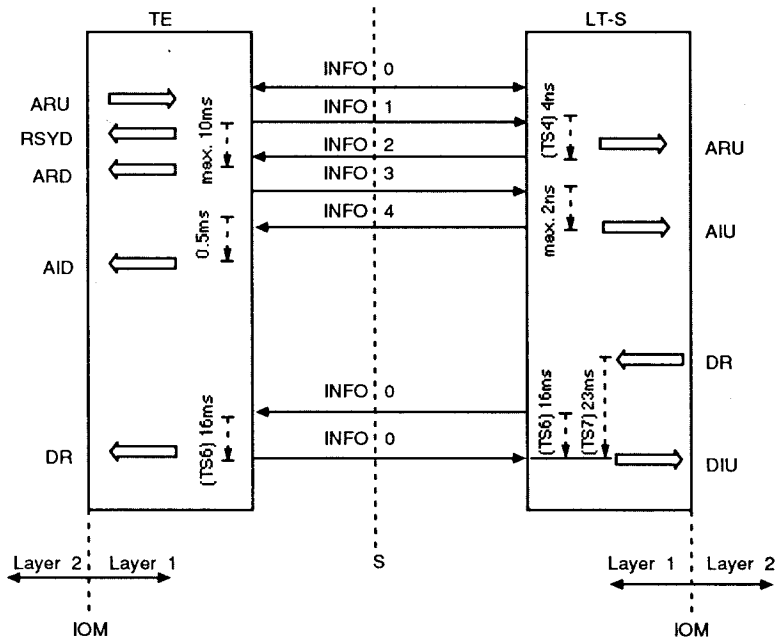 TE
LT-S
INFO 0
ARU
INFO 1
RSYD
max. 10ms
(TS4) 4ns
ARU
INFO 2
ARD
INFO 3
INFO 4
0.5ms
max. 2ns
AIU
AID
DR
INFO 0
(TS6) 16ms
(TS6) 16ms
(TS7) 23ms
INFO 0
DR
DIU
Layer 2
Layer 1
S
Layer 1
Layer 2
IOM
IOM